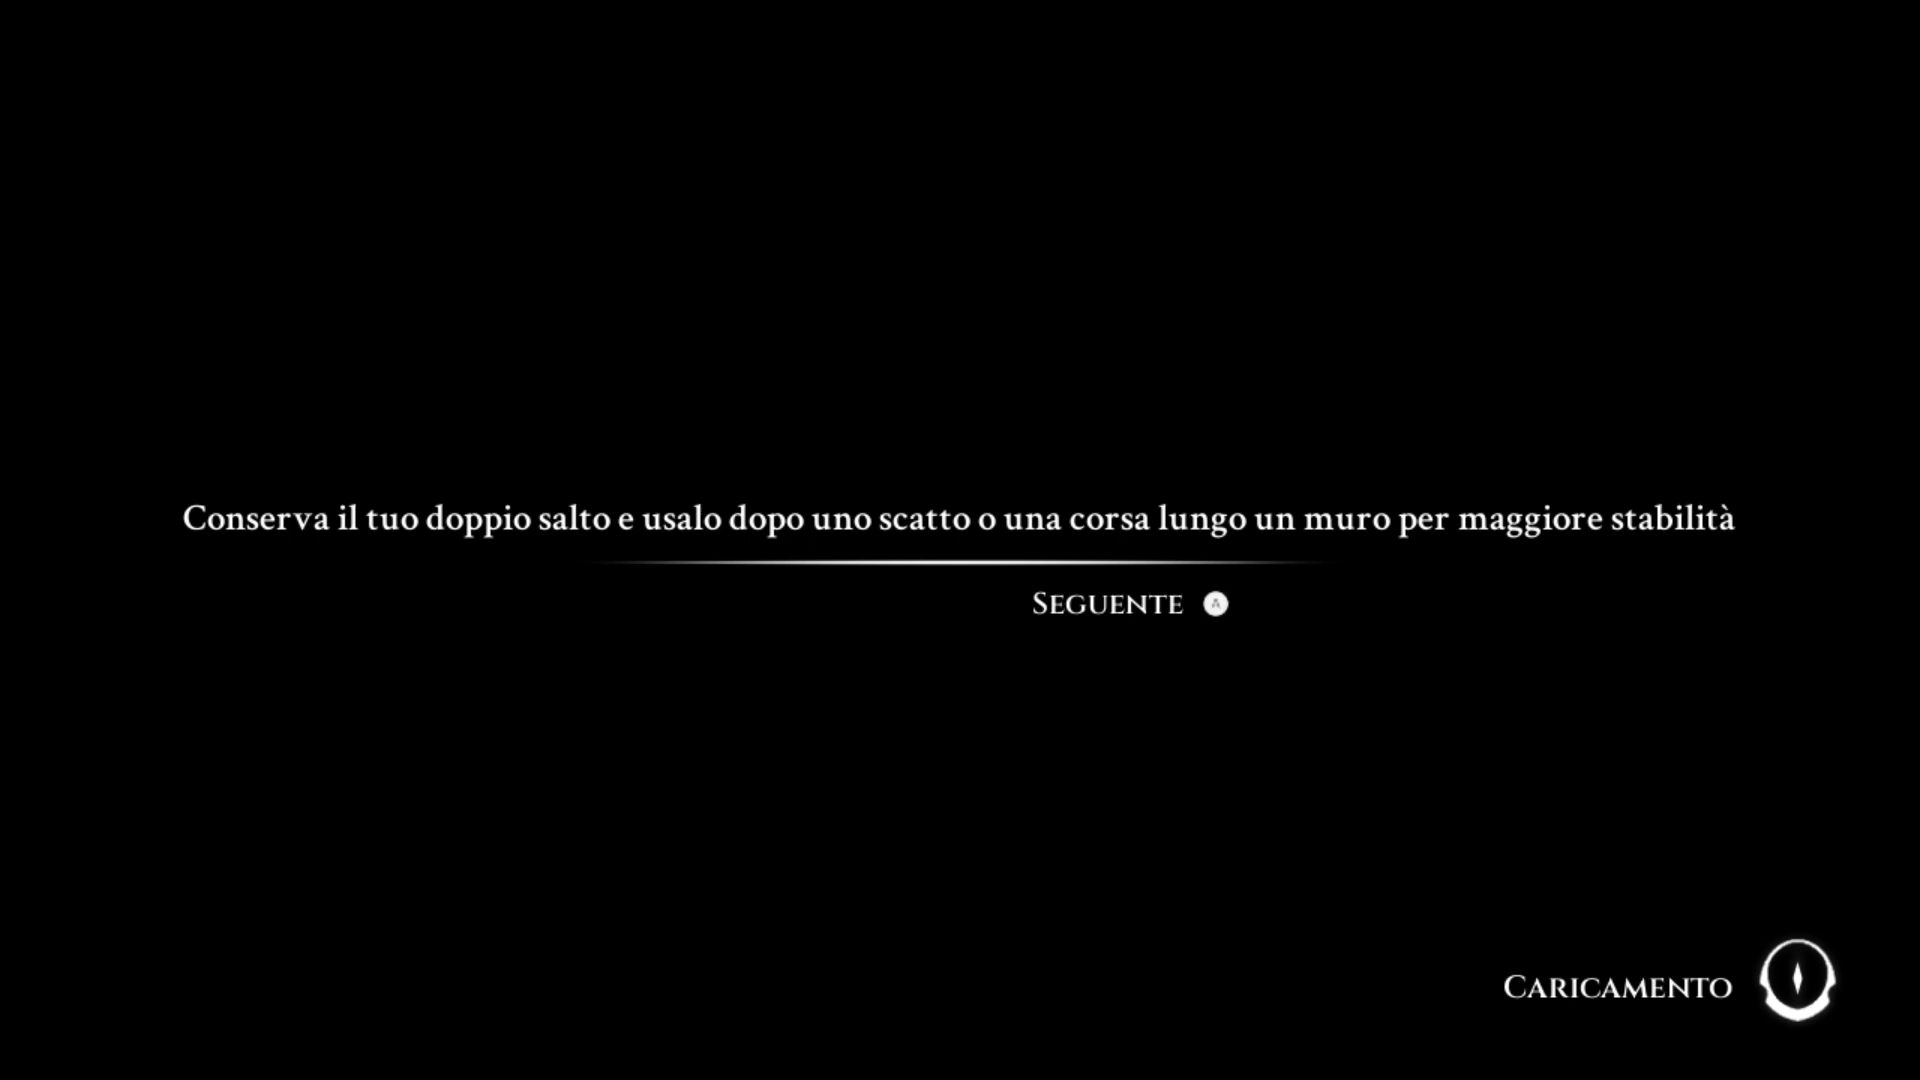 Conserva il tuo doppio salto e usalo dopo uno scatto o una corsa lungo un muro per maggiore stabilità
Seguente A
Caricamento